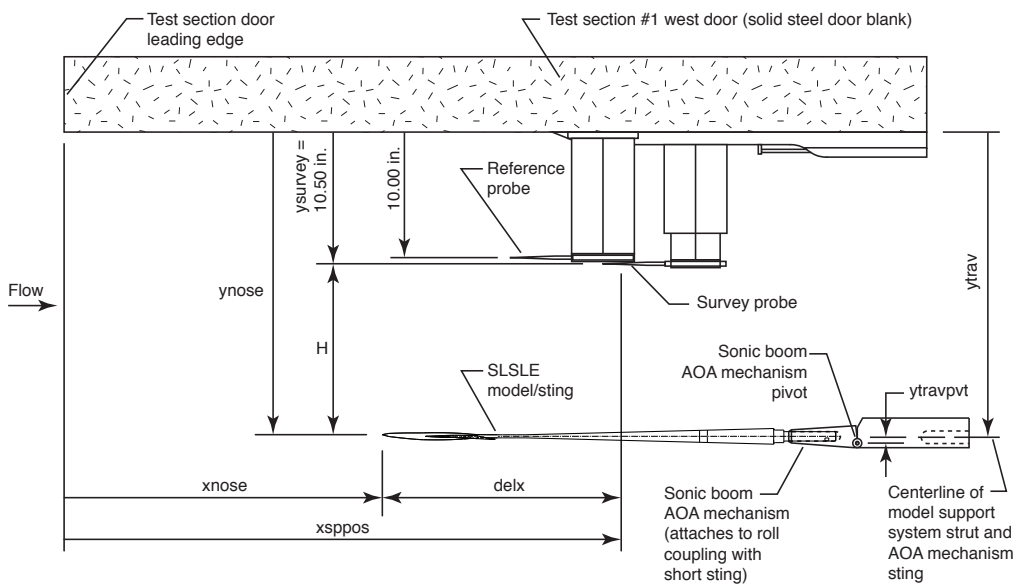 Test section door
leading edge
Test section #1 west door (solid steel door blank)
ysurvey =
10.50 in.
10.00 in.
Reference
probe
Flow
ynose
ytrav
Survey probe
H
SLSLE
model/sting
Sonic boom
AOA mechanism
pivot
ytravpvt
xnose
delx
xsppos
Sonic boom
AOA mechanism
(attaches to roll
coupling with
short sting)
Centerline of
model support
system strut and
AOA mechanism
sting